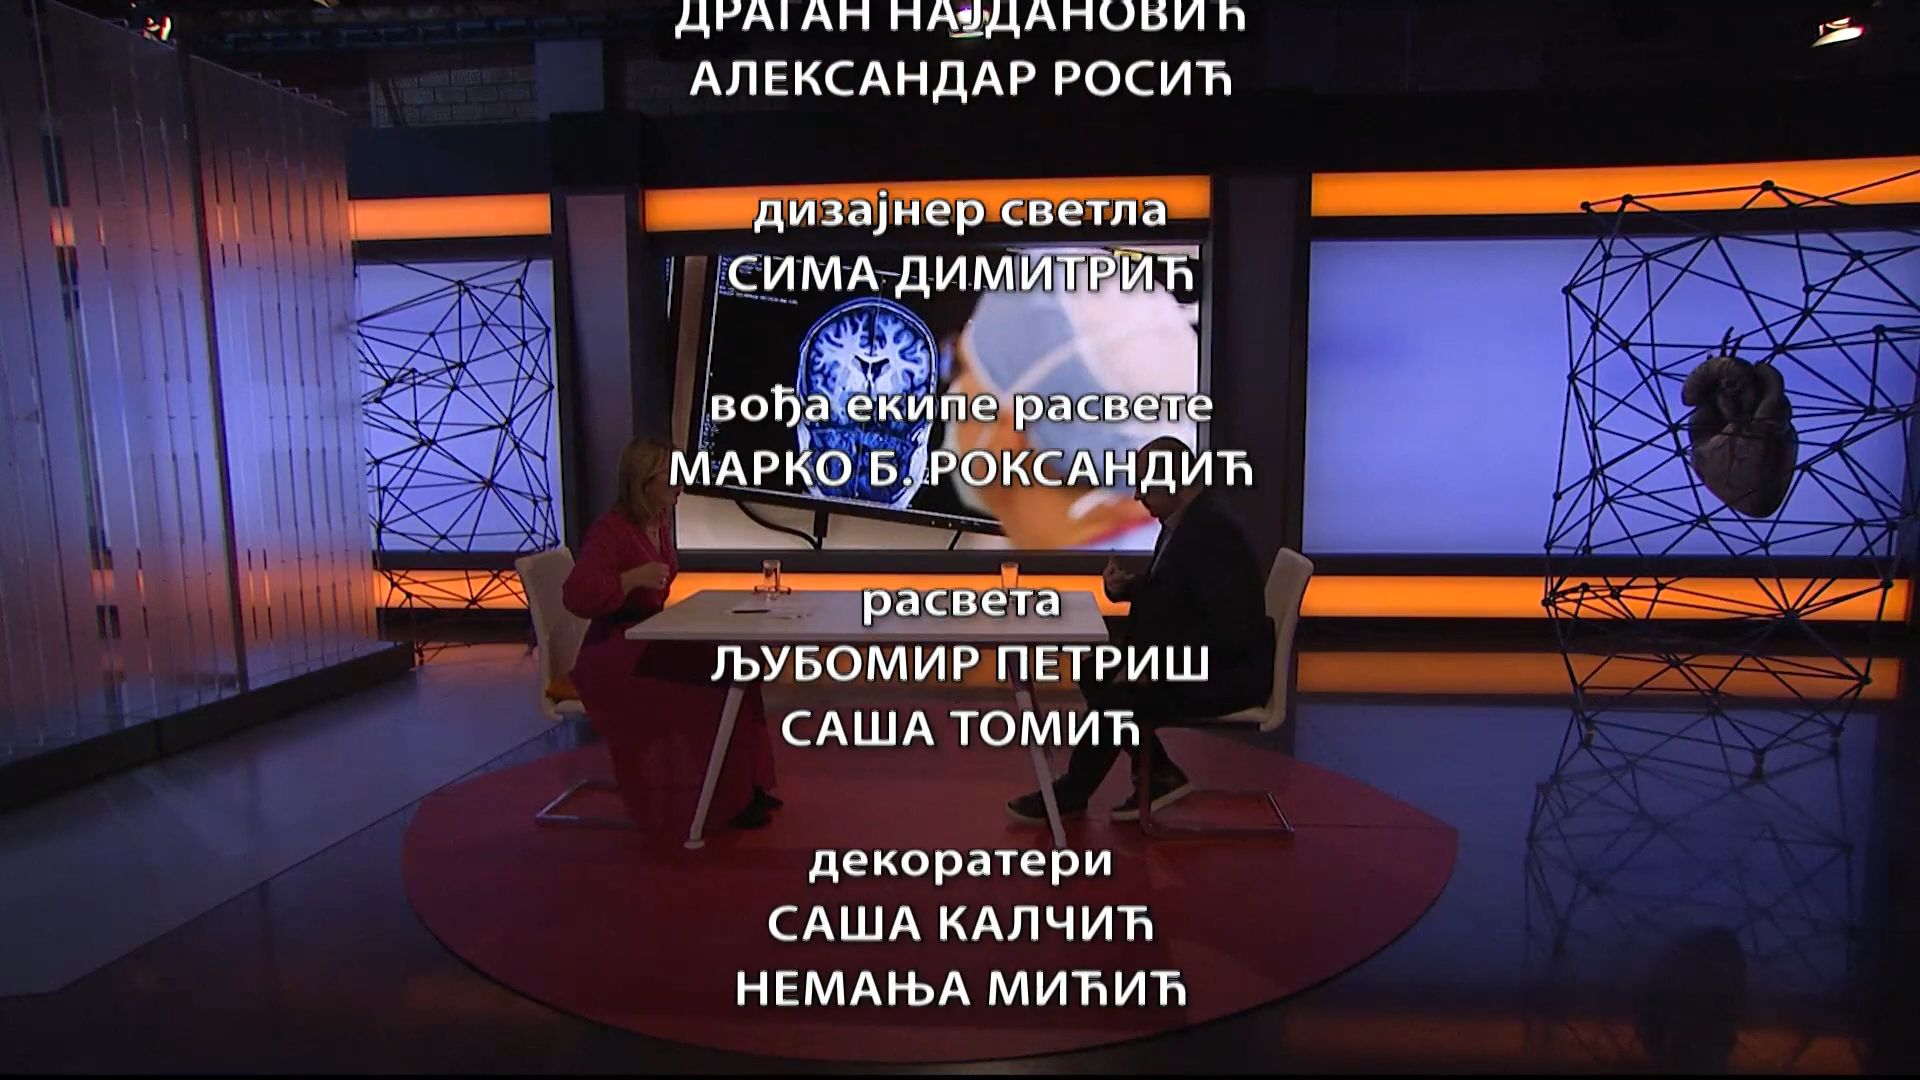 ДРАГАН НАЈДАНОВИЋ
АЛЕКСАНДАР РОСИЋ
дизајнер светла
СИМА ДИМИТРИЋ
вођа екипе расвете
МАРКО Б. РОКСАНДИЋ
расвета
ЉУБОМИР ПЕТРИШ
САША ТОМИЋ
декоратери
САША КАЛЧИЋ
НЕМАЊА МИЋИЋ